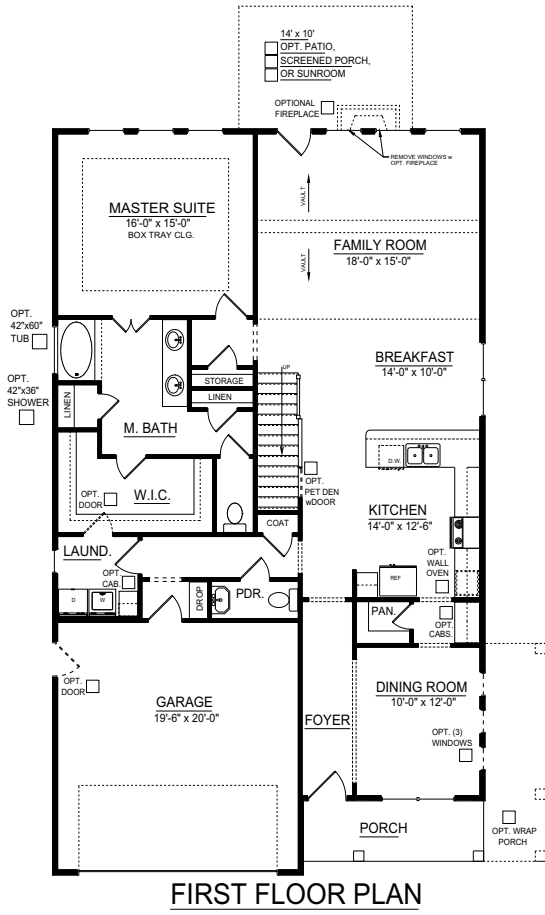 14' x 10'
OPT. PATIO,
SCREENED PORCH,
OR SUNROOM
OPTIONAL
FIREPLACE
REMOVE WINDOWS w
OPT. FIREPLACE
MASTER SUITE
16'-0" x 15'-0"
BOX TRAY CLG.
VAULT
FAMILY ROOM
18'-0" x 15'-0"
VAULT
OPT.
42"x60"
TUB
BREAKFAST
14'-0" x 10'-0"
OPT.
42"x36"
SHOWER
STORAGE
UP
LINEN
LINEN
M. BATH
D.W.
OPT.
PET DEN
wDOOR
W.I.C.
OPT.
DOOR
KITCHEN
14'-0" x 12'-6"
COAT
LAUND.
OPT.
WALL
OVEN
OPT.
CAB.
REF
D
W
DROP
PDR.
PAN.
OPT.
CABS.
OPT.
DOOR
GARAGE
19'-6" x 20'-0"
DINING ROOM
10'-0" x 12'-0"
FOYER
OPT. (3)
WINDOWS
PORCH
OPT. WRAP
PORCH
FIRST FLOOR PLAN